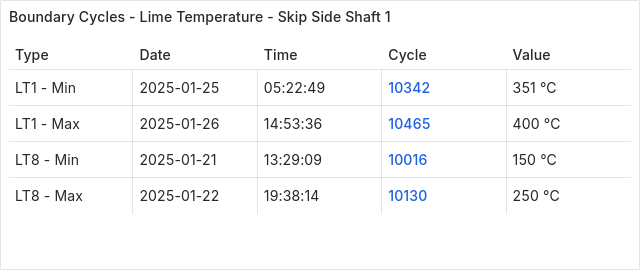 Boundary Cycles - Lime Temperature - Skip Side Shaft 1
Type Date Time Cycle Value
LT1 - Min 2025-01-25 05:22:49 10342 351 °C
LT1 - Max 2025-01-26 14:53:36 10465 400 °C
LT8 - Min 2025-01-21 13:29:09 10016 150 °C
LT8 - Max 2025-01-22 19:38:14 10130 250 °C